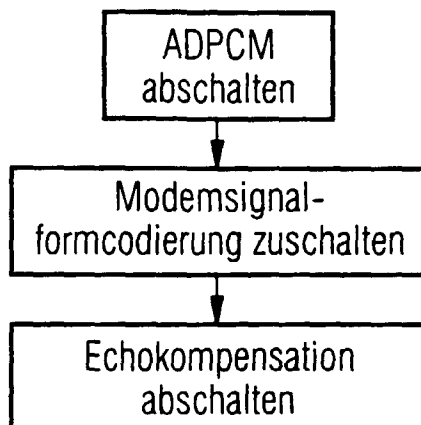 ADPCM
abschalten
Modemsignal-
formcodierung zuschalten
Echokompensation
abschalten